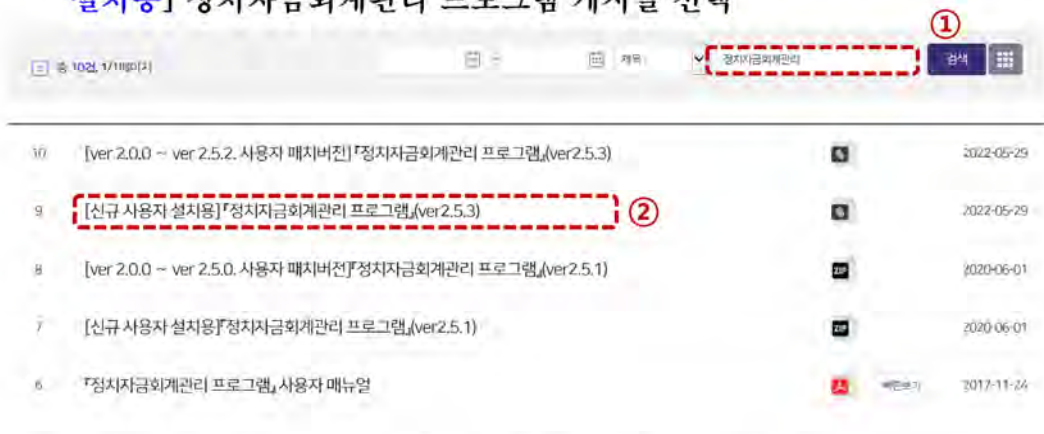 설치용] 정치자금회계관리 프로그램 게시글 선택
①
총 10건, 1/1페이지 ~ 제목 정치자금회계관리 검색
10 [ver 2.0.0 ~ ver 2.5.2. 사용자 패치버전]『정치자금회계관리 프로그램』(ver2.5.3) 2022-05-29
9 [신규 사용자 설치용]『정치자금회계관리 프로그램』(ver2.5.3) ② 2022-05-29
8 [ver 2.0.0 ~ ver 2.5.0. 사용자 패치버전]『정치자금회계관리 프로그램』(ver2.5.1) ZIP 2020-06-01
7 [신규 사용자 설치용]『정치자금회계관리 프로그램』(ver2.5.1) ZIP 2020-06-01
6 『정치자금회계관리 프로그램』 사용자 매뉴얼 바로보기 2017-11-24